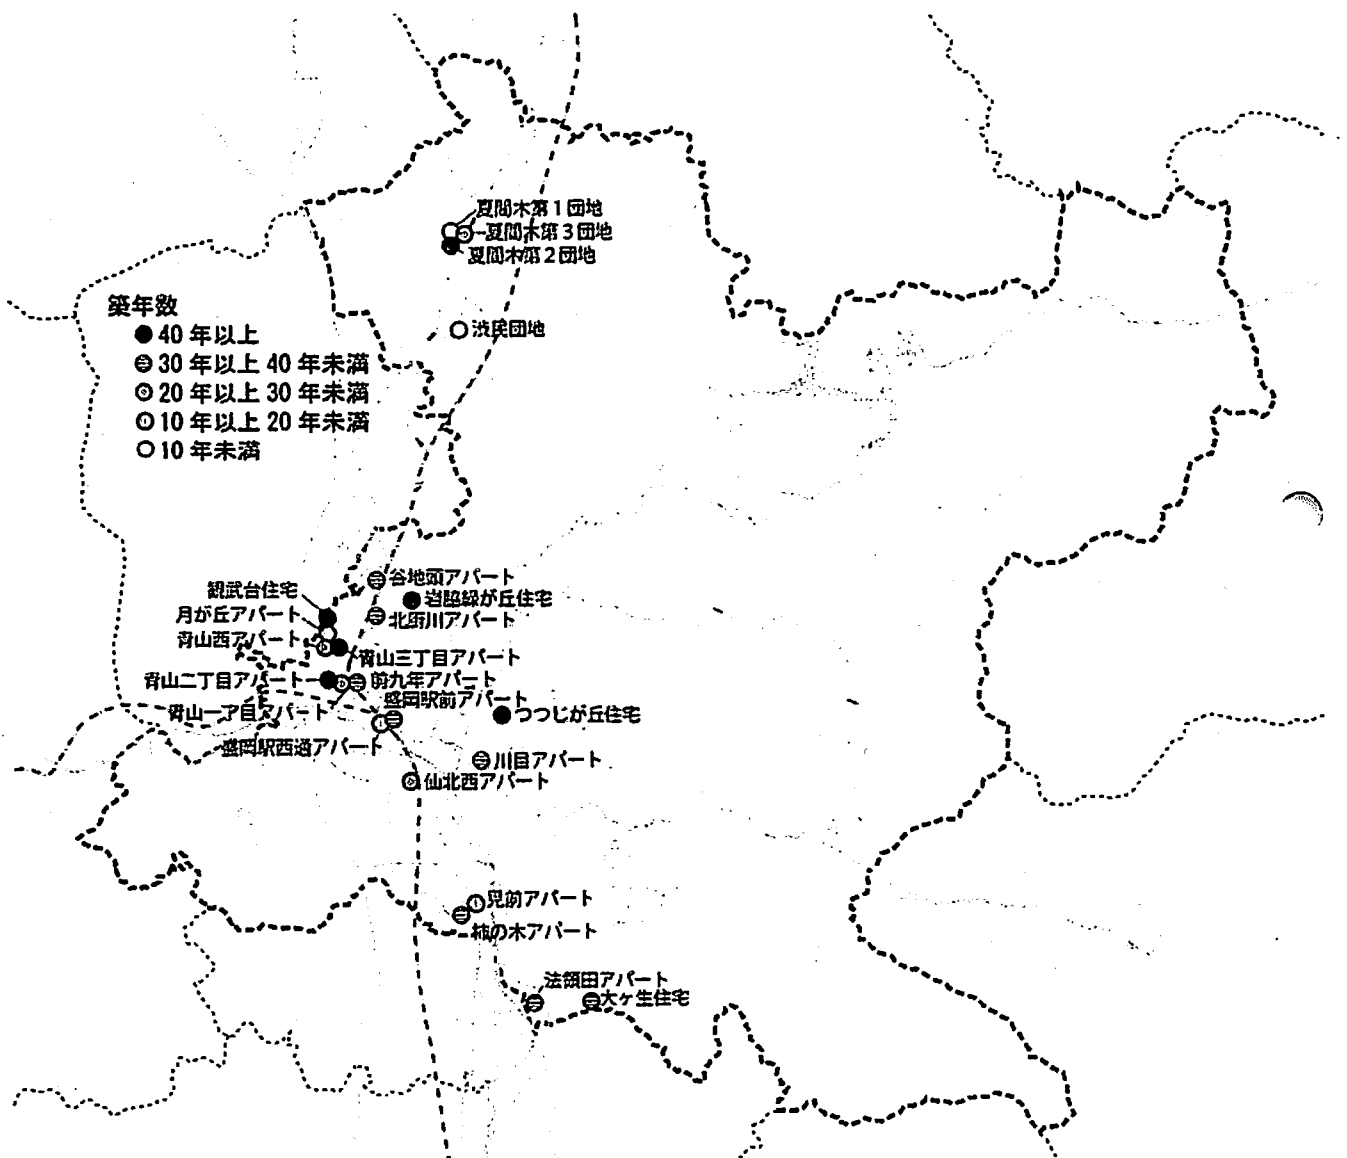 夏間木第1団地
夏間木第3団地
夏間木第2団地
築年数
40年以上
渋民団地
30年以上40年未満
20年以上30年未満
10年以上20年未満
10年未満
谷地頭アパート
観武台住宅
岩脇緑が丘住宅
月が丘アパート
北厨川アパート
青山西アパート
青山三丁目アパート
青山二丁目アパート
前九年アパート
盛岡駅前アパート
青山一丁目アパート
つつじが丘住宅
盛岡駅西通アパート
川目アパート
仙北西アパート
見前アパート
柿の木アパート
法領田アパート
大ヶ生住宅